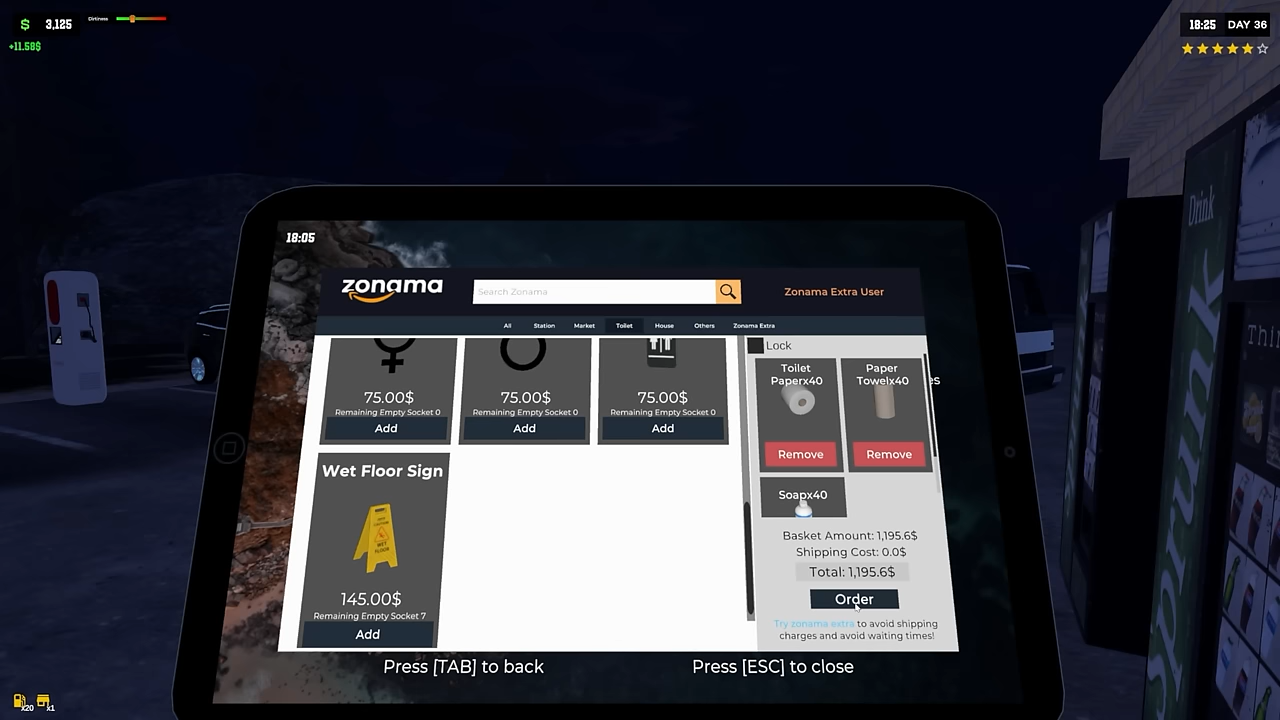 $ 3,125
Dirtiness
18:25 DAY 36
+11.58$
Drink
18:05
zonama
Search Zonama
Zonama Extra User
All Station Market Toilet House Others Zonama Extra
Lock
Toilet Paperx40
Paper Towelx40
es
75.00$
Remaining Empty Socket 0
Add
75.00$
Remaining Empty Socket 0
Add
75.00$
Remaining Empty Socket 0
Add
Remove
Remove
Wet Floor Sign
Soapx40
145.00$
Remaining Empty Socket 7
Add
Basket Amount: 1,195.6$
Shipping Cost: 0.0$
Total: 1,195.6$
Order
Try zonama extra to avoid shipping
charges and avoid waiting times!
Press [TAB] to back
Press [ESC] to close
x20
x1
Sprunk